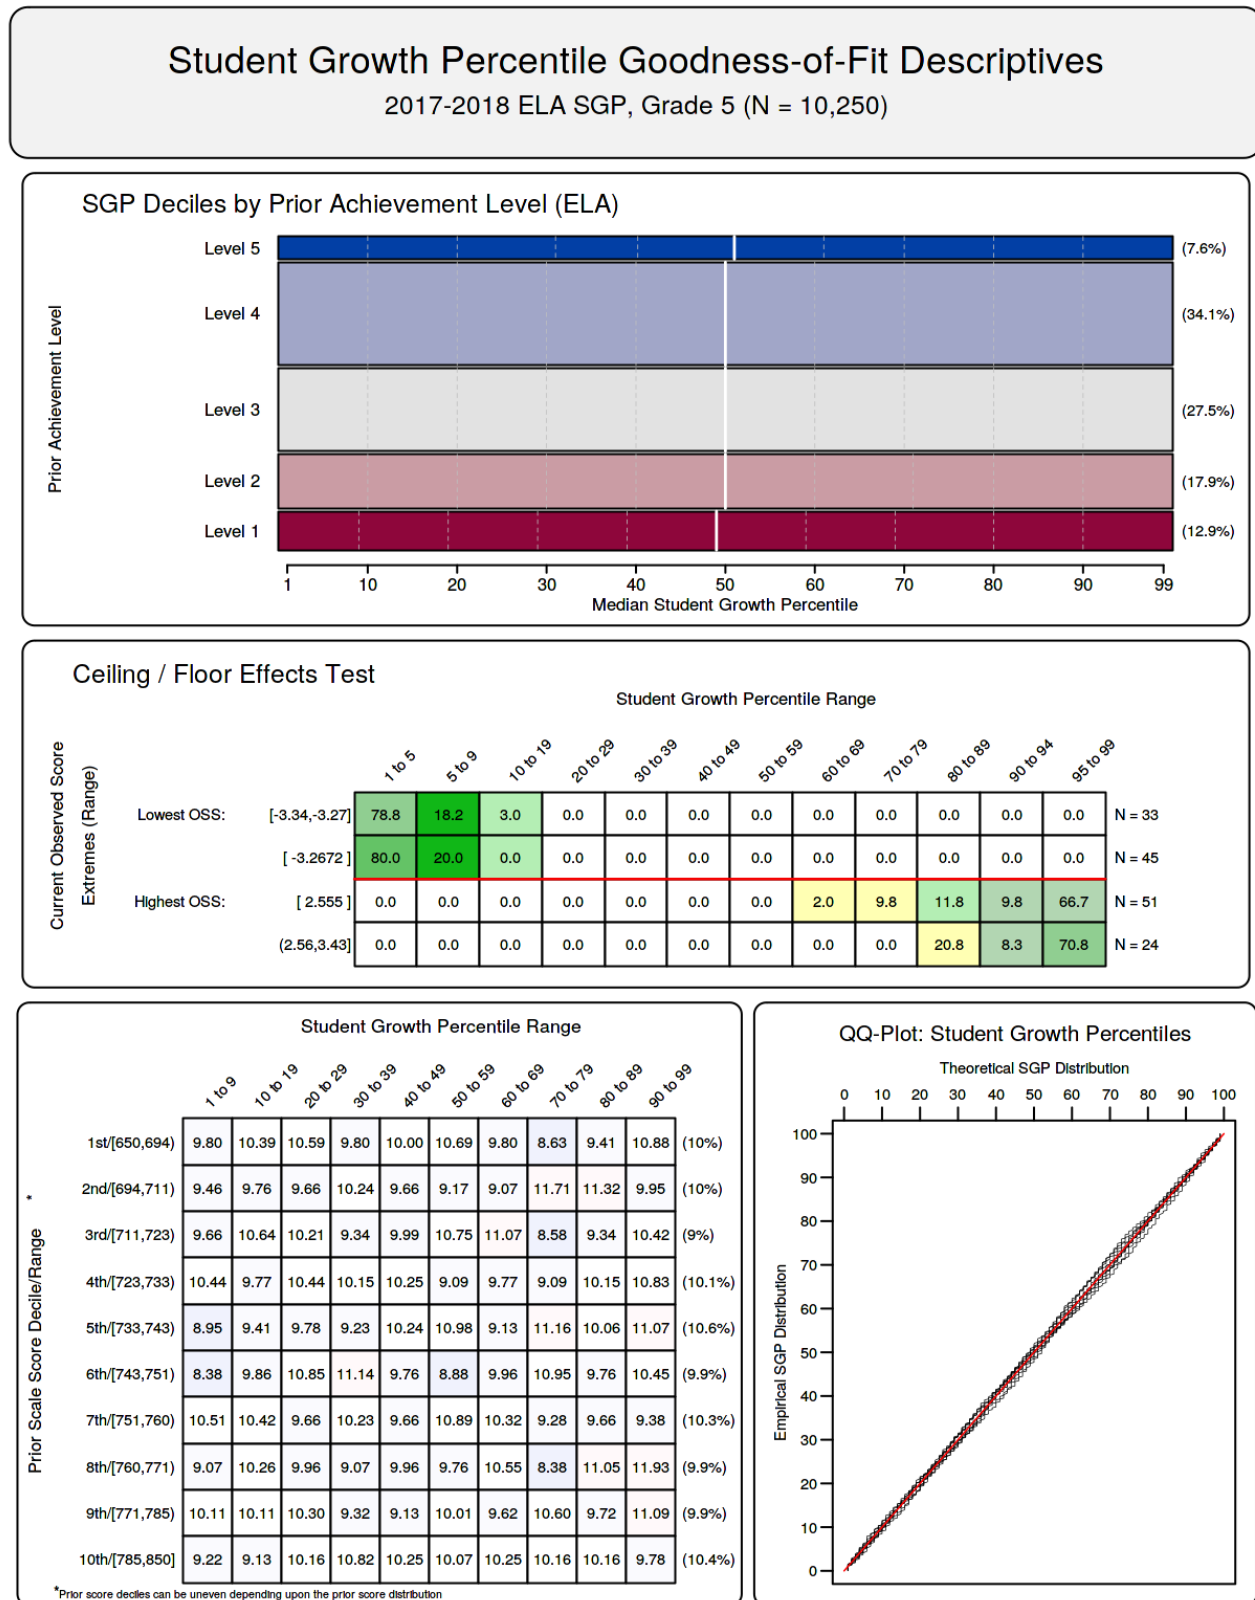 Student Growth Percentile Goodness-of-Fit Descriptives
2017-2018 ELA SGP, Grade 5 (N = 10,250)
SGP Deciles by Prior Achievement Level (ELA)
Prior Achievement Level
Level 5 (7.6%)
Level 4 (34.1%)
Level 3 (27.5%)
Level 2 (17.9%)
Level 1 (12.9%)
1 10 20 30 40 50 60 70 80 90 99
Median Student Growth Percentile
Ceiling / Floor Effects Test
Student Growth Percentile Range
Current Observed Score
Extremes (Range)
1 to 5 5 to 9 10 to 19 20 to 29 30 to 39 40 to 49 50 to 59 60 to 69 70 to 79 80 to 89 90 to 94 95 to 99
Lowest OSS: [-3.34,-3.27] 78.8 18.2 3.0 0.0 0.0 0.0 0.0 0.0 0.0 0.0 0.0 0.0 N = 33
[ -3.2672 ] 80.0 20.0 0.0 0.0 0.0 0.0 0.0 0.0 0.0 0.0 0.0 0.0 N = 45
Highest OSS: [ 2.555 ] 0.0 0.0 0.0 0.0 0.0 0.0 0.0 2.0 9.8 11.8 9.8 66.7 N = 51
(2.56,3.43] 0.0 0.0 0.0 0.0 0.0 0.0 0.0 0.0 0.0 20.8 8.3 70.8 N = 24
Student Growth Percentile Range
Prior Scale Score Decile/Range *
1 to 9 10 to 19 20 to 29 30 to 39 40 to 49 50 to 59 60 to 69 70 to 79 80 to 89 90 to 99
1st/[650,694) 9.80 10.39 10.59 9.80 10.00 10.69 9.80 8.63 9.41 10.88 (10%)
2nd/[694,711) 9.46 9.76 9.66 10.24 9.66 9.17 9.07 11.71 11.32 9.95 (10%)
3rd/[711,723) 9.66 10.64 10.21 9.34 9.99 10.75 11.07 8.58 9.34 10.42 (9%)
4th/[723,733) 10.44 9.77 10.44 10.15 10.25 9.09 9.77 9.09 10.15 10.83 (10.1%)
5th/[733,743) 8.95 9.41 9.78 9.23 10.24 10.98 9.13 11.16 10.06 11.07 (10.6%)
6th/[743,751) 8.38 9.86 10.85 11.14 9.76 8.88 9.96 10.95 9.76 10.45 (9.9%)
7th/[751,760) 10.51 10.42 9.66 10.23 9.66 10.89 10.32 9.28 9.66 9.38 (10.3%)
8th/[760,771) 9.07 10.26 9.96 9.07 9.96 9.76 10.55 8.38 11.05 11.93 (9.9%)
9th/[771,785) 10.11 10.11 10.30 9.32 9.13 10.01 9.62 10.60 9.72 11.09 (9.9%)
10th/[785,850] 9.22 9.13 10.16 10.82 10.25 10.07 10.25 10.16 10.16 9.78 (10.4%)
*Prior score deciles can be uneven depending upon the prior score distribution
QQ-Plot: Student Growth Percentiles
Theoretical SGP Distribution
0 10 20 30 40 50 60 70 80 90 100
Empirical SGP Distribution
100
90
80
70
60
50
40
30
20
10
0